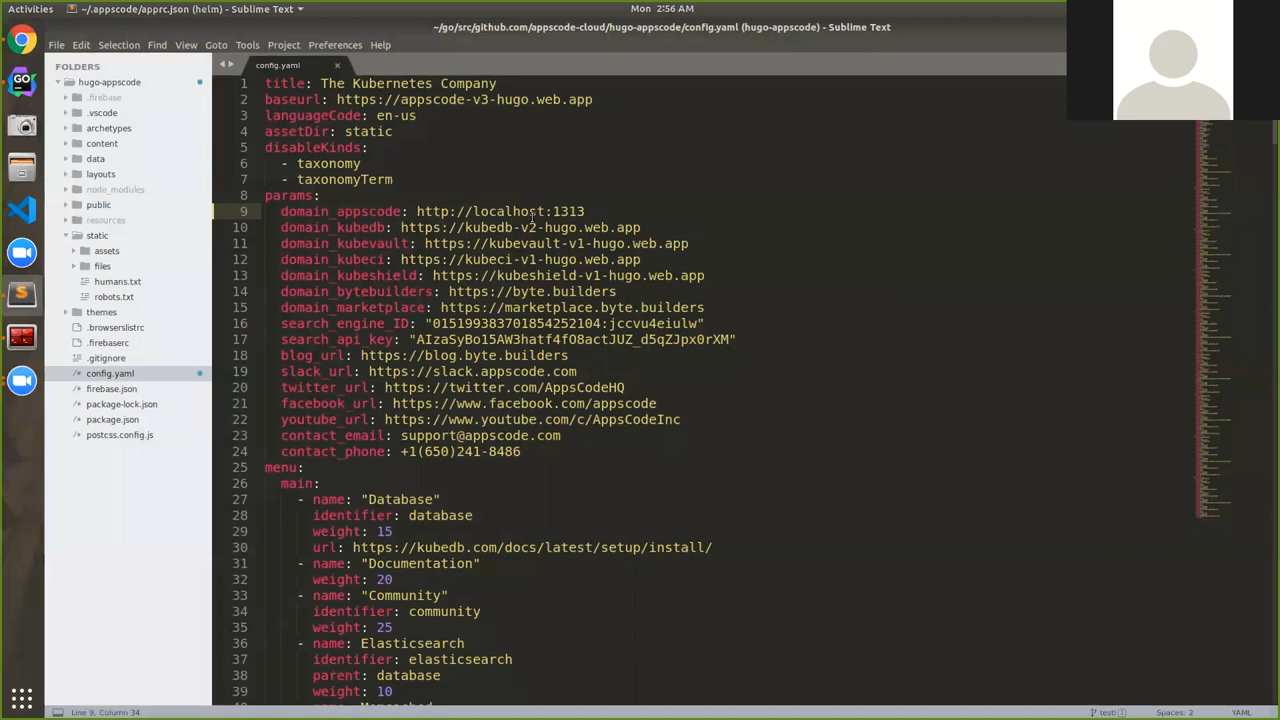 Activities
~/.appscode/apprc.json (helm) - Sublime Text
Mon 2:56 AM
~/go/src/github.com/appscode-cloud/hugo-appscode/config.yaml (hugo-appscode) - Sublime Text
File Edit Selection Find View Goto Tools Project Preferences Help
FOLDERS
hugo-appscode
.firebase
.vscode
archetypes
content
data
layouts
node_modules
public
resources
static
assets
files
humans.txt
robots.txt
themes
.browserslistrc
.firebaserc
.gitignore
config.yaml
firebase.json
package-lock.json
package.json
postcss.config.js
config.yaml
1 title: The Kubernetes Company
2 baseurl: https://appscode-v3-hugo.web.app
3 languageCode: en-us
4 assetDir: static
5 disableKinds:
6 - taxonomy
7 - taxonomyTerm
8 params:
9 domain_appscode: http://localhost:1313
10 domain_kubedb: https://kubedb-v2-hugo.web.app
11 domain_kubevault: https://kubevault-v1-hugo.web.app
12 domain_kubeci: https://kubeci-v1-hugo.web.app
13 domain_kubeshield: https://kubeshield-v1-hugo.web.app
14 domain_bytebuilders: https://byte.builders
15 domain_marketplace: https://marketplace.byte.builders
16 search_engine_ID:
17 search_api_key:
18 blog_url: https://blog.byte.builders
19 slack_url: https://slack.appscode.com
20 twitter_url: https://twitter.com/AppsCodeHQ
21 facebook_url: https://www.facebook.com/appscode
22 youtube_url: https://www.youtube.com/c/AppsCodeInc
23 contact_email: support@appscode.com
24 contact_phone: +1(650)241-8486
25 menu:
26 main:
27 - name: "Database"
28 identifier: database
29 weight: 15
30 url: https://kubedb.com/docs/latest/setup/install/
31 - name: "Documentation"
32 weight: 20
33 - name: "Community"
34 identifier: community
35 weight: 25
36 - name: Elasticsearch
37 identifier: elasticsearch
38 parent: database
39 weight: 10
Line 9, Column 34
testi 1
Spaces: 2
YAML